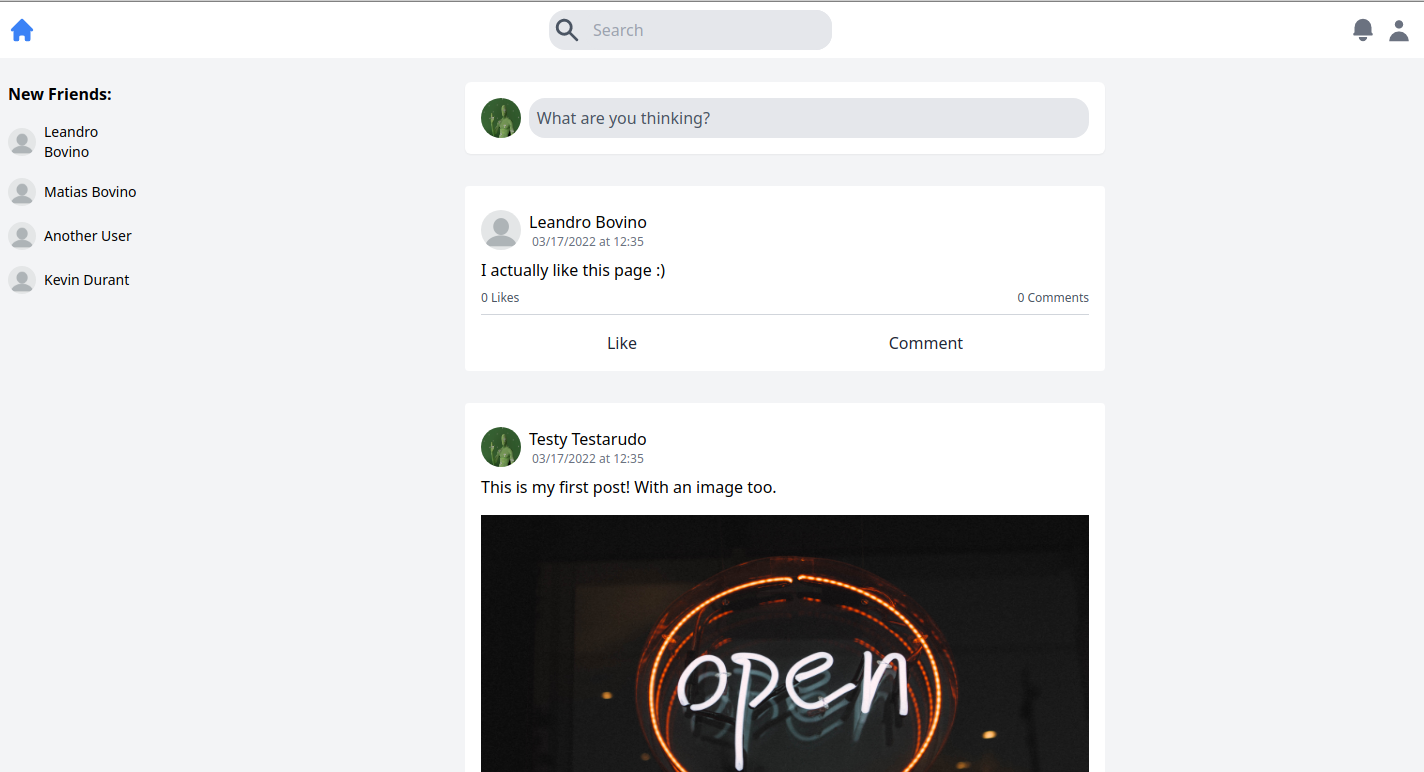 Search
New Friends:
Leandro
Bovino
Matias Bovino
Another User
Kevin Durant
What are you thinking?
Leandro Bovino
03/17/2022 at 12:35
I actually like this page :)
0 Likes
0 Comments
Like
Comment
Testy Testarudo
03/17/2022 at 12:35
This is my first post! With an image too.
open